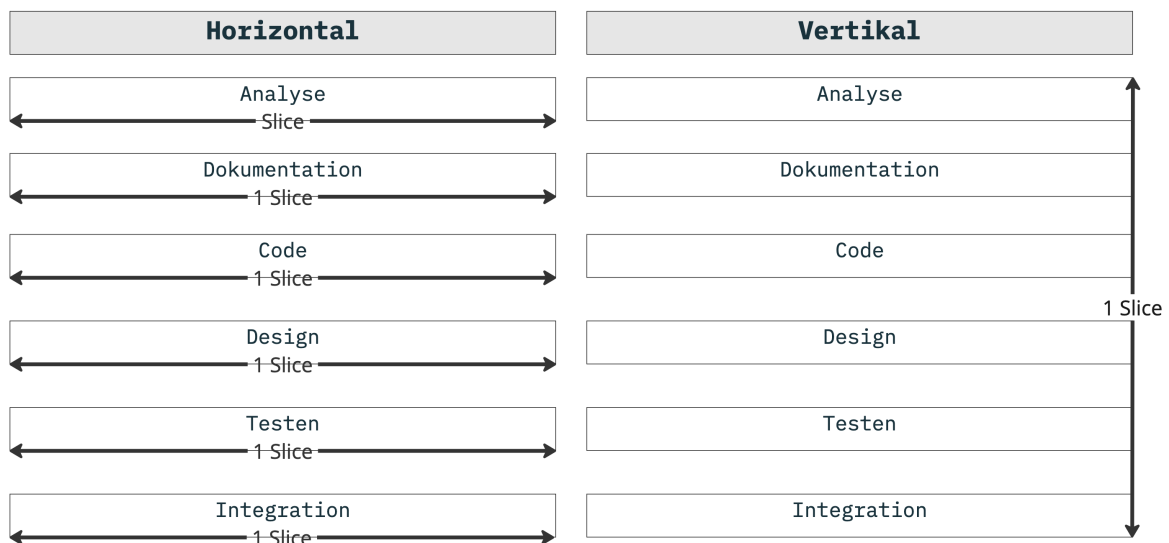 Horizontal
Analyse
Slice
Dokumentation
1 Slice
Code
1 Slice
Design
1 Slice
Testen
1 Slice
Integration
1 Slice
Vertikal
Analyse
Dokumentation
Code
1 Slice
Design
Testen
Integration